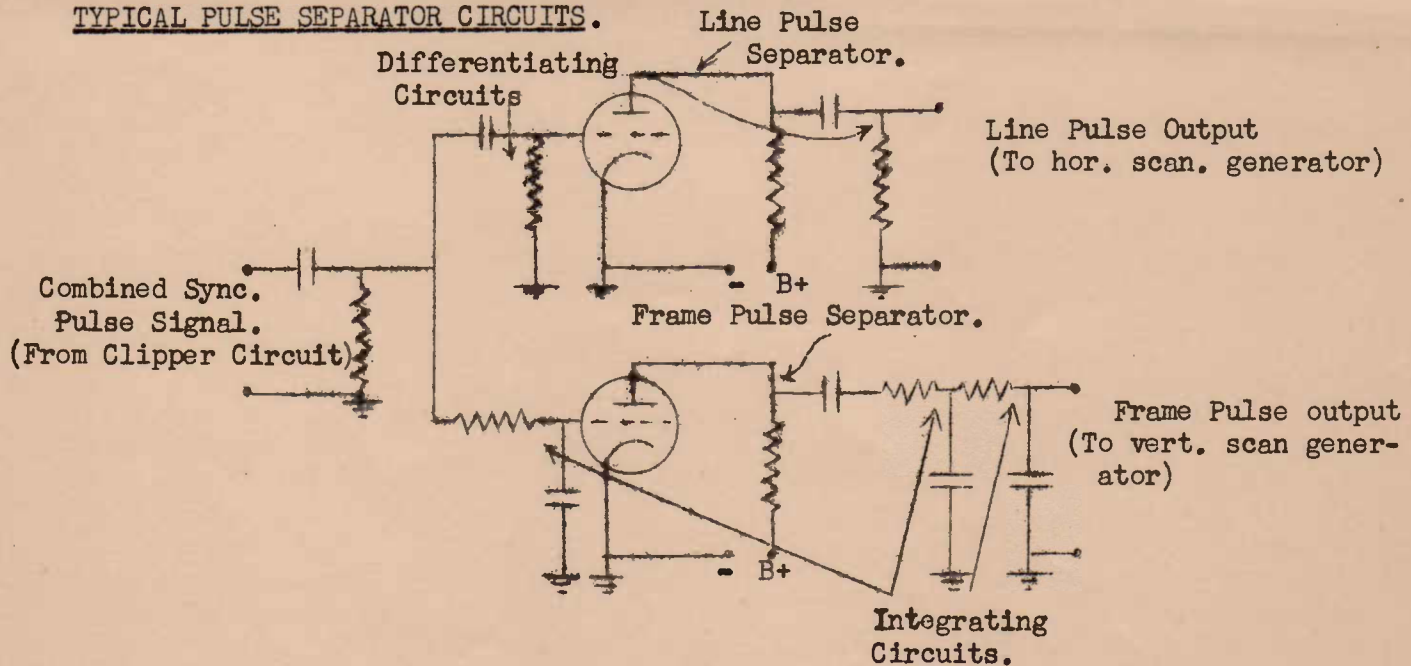 TYPICAL PULSE SEPARATOR CIRCUITS.
Line Pulse
Separator.
Differentiating
Circuits
Line Pulse Output
(To hor. scan. generator)
Combined Sync.
Pulse Signal.
(From Clipper Circuit)
- B+
Frame Pulse Separator.
Frame Pulse output
(To vert. scan gener-
ator)
- B+
Integrating
Circuits.